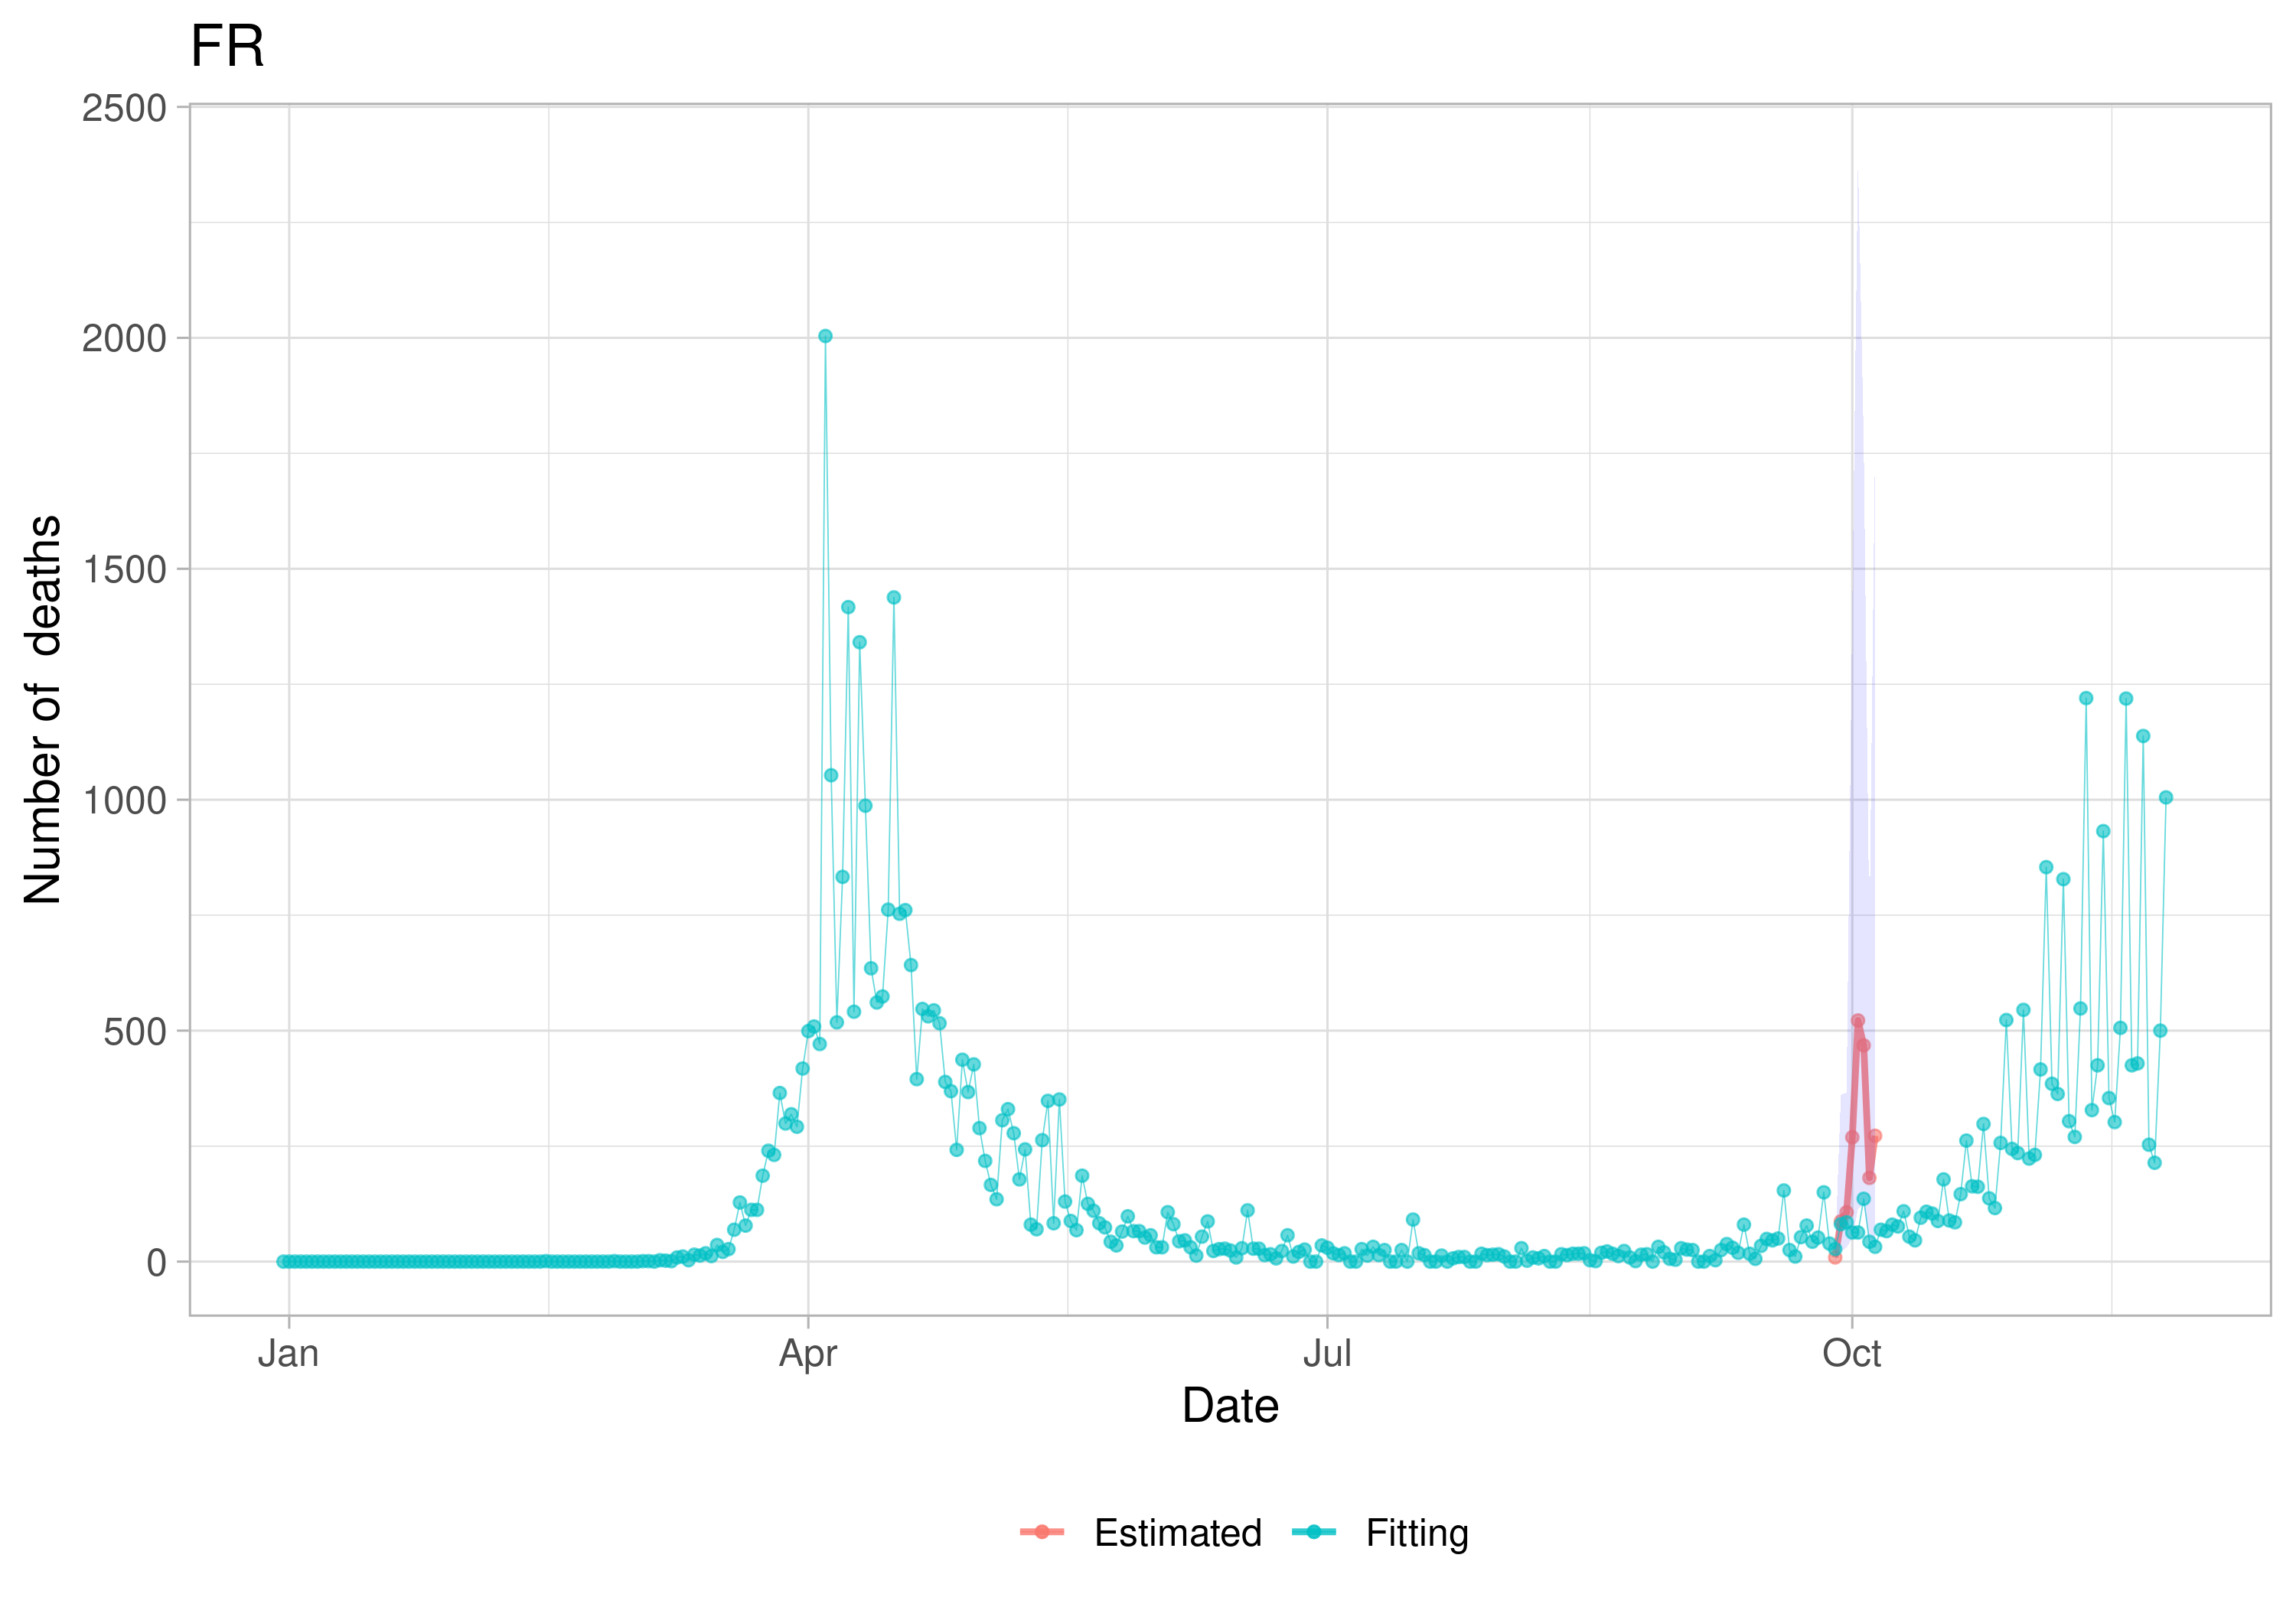 FR
2500
2000
1500
1000
500
0
Number of  deaths
Jan Apr Jul Oct
Date
Estimated Fitting